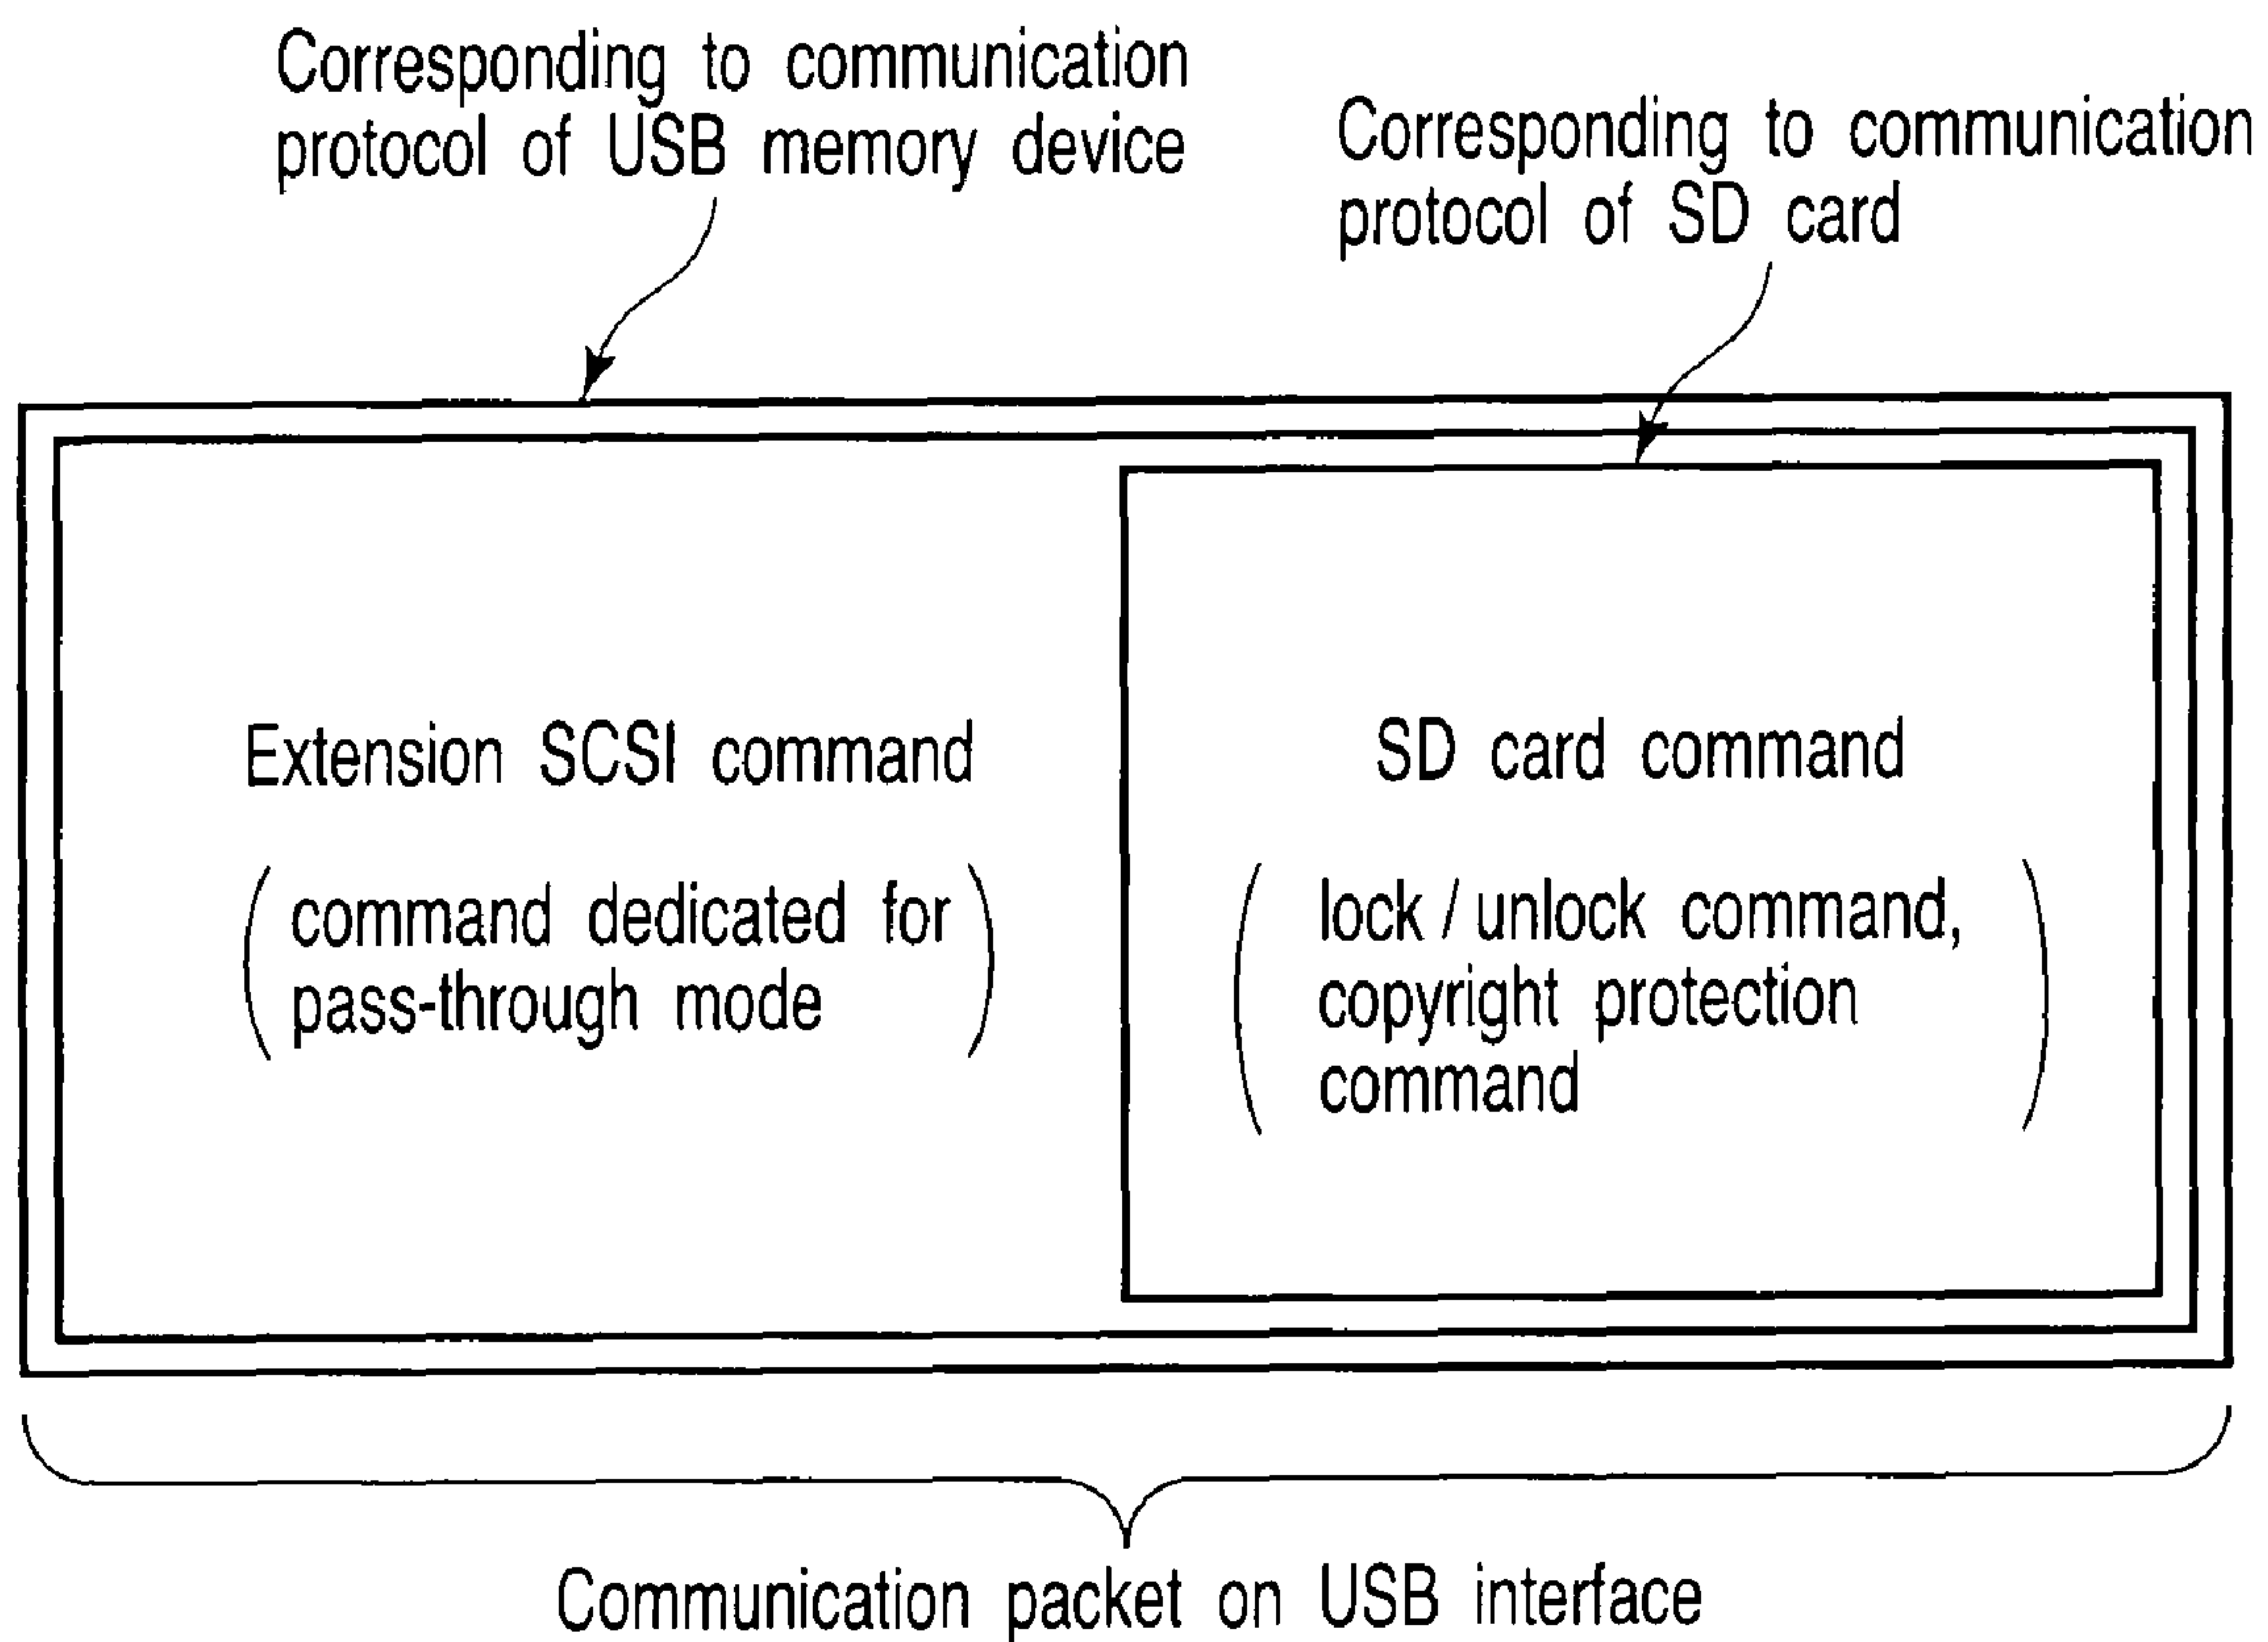 Corresponding to communication
protocol of USB memory device
Corresponding to communication
protocol of SD card
Extension SCSI command
command dedicated for
pass-through mode
SD card command
lock / unlock command,
copyright protection
command
Communication packet on USB interface